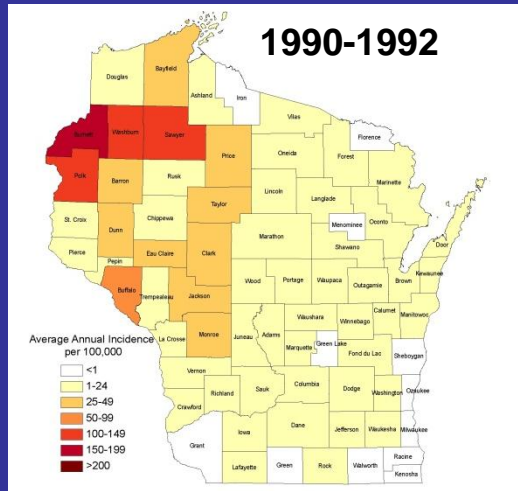 1990-1992
Douglas
Bayfield
Ashland
Iron
Vilas
Florence
Burnett
Washburn
Sawyer
Price
Oneida
Forest
Marinette
Polk
Barron
Rusk
Taylor
Lincoln
Langlade
Oconto
Door
St. Croix
Dunn
Chippewa
Marathon
Menominee
Shawano
Pierce
Pepin
Eau Claire
Clark
Kewaunee
Buffalo
Trempealeau
Jackson
Wood
Portage
Waupaca
Outagamie
Brown
La Crosse
Monroe
Juneau
Adams
Waushara
Winnebago
Calumet
Manitowoc
Marquette
Green Lake
Fond du Lac
Sheboygan
Vernon
Crawford
Richland
Sauk
Columbia
Dodge
Washington
Ozaukee
Grant
Iowa
Dane
Jefferson
Waukesha
Milwaukee
Lafayette
Green
Rock
Walworth
Racine
Kenosha
Average Annual Incidence
per 100,000
<1
1-24
25-49
50-99
100-149
150-199
>200